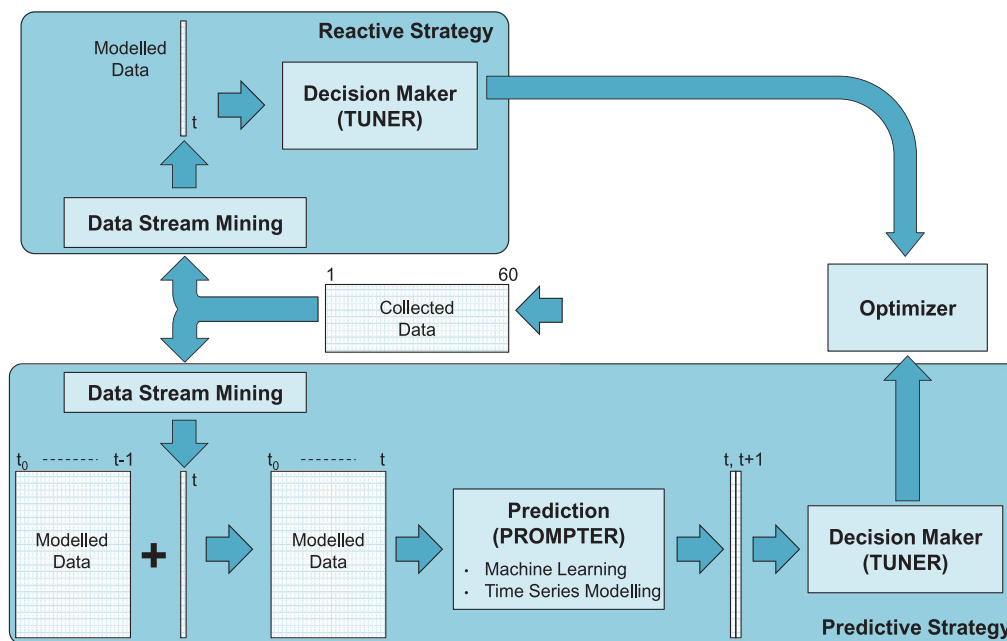 Reactive Strategy
Modelled
Data
t
Decision Maker
(TUNER)
Data Stream Mining
1 60
Collected
Data
Optimizer
Data Stream Mining
t0 ------- t-1
t
t0 ------- t
t, t+1
Modelled
Data
+
Modelled
Data
Prediction
(PROMPTER)
· Machine Learning
· Time Series Modelling
Decision Maker
(TUNER)
Predictive Strategy